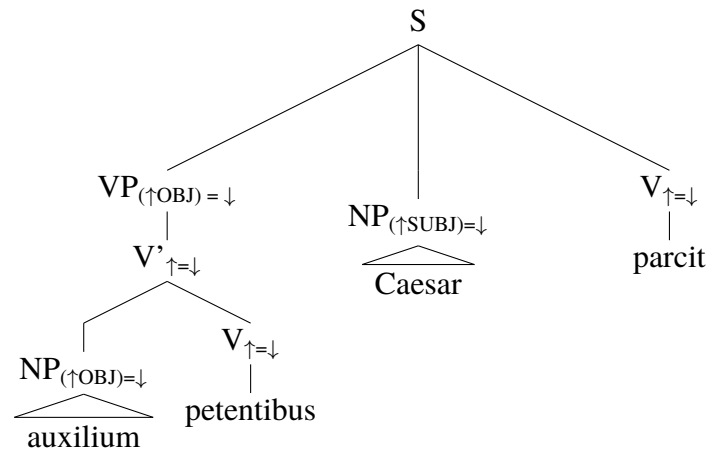 S
VP(↑OBJ) = ↓
NP(↑SUBJ)=↓
V↑=↓
V’↑=↓
Caesar
parcit
NP(↑OBJ)=↓
V↑=↓
auxilium
petentibus